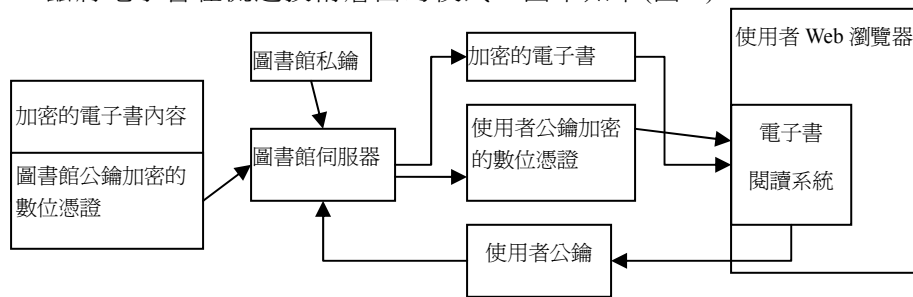 圖書館私鑰
加密的電子書
使用者 Web 瀏覽器
加密的電子書內容
圖書館公鑰加密的
數位憑證
圖書館伺服器
使用者公鑰加密
的數位憑證
電子書
閱讀系統
使用者公鑰